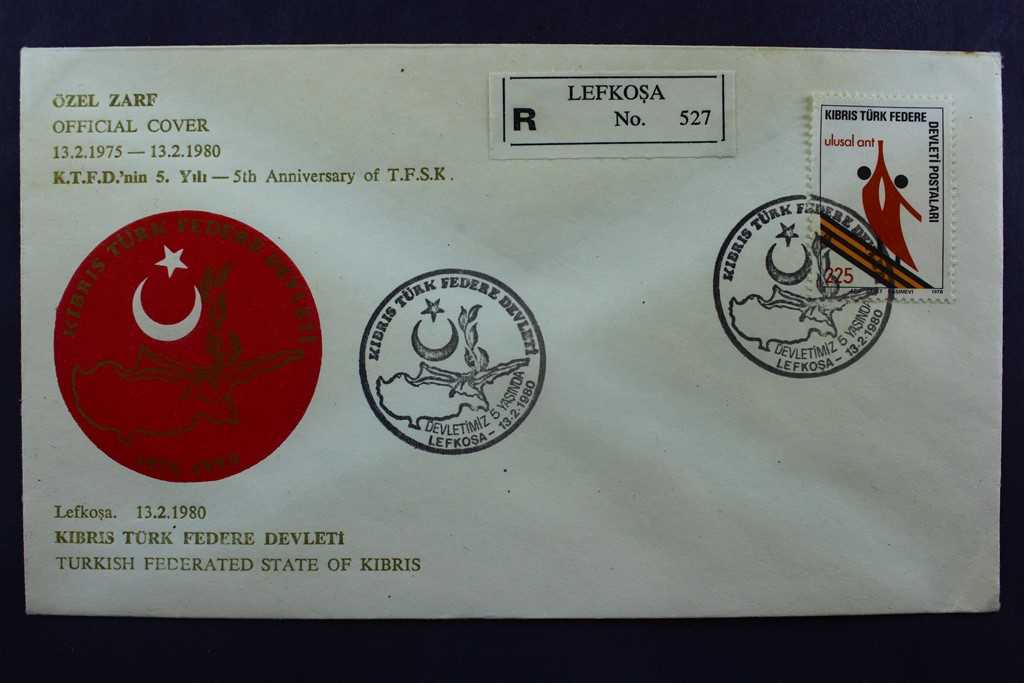 ÖZEL ZARF
OFFICIAL COVER
13.2.1975 — 13.2.1980
K.T.F.D.'nin 5. Yılı — 5th Anniversary of T.F.S.K.
LEFKOŞA
R No. 527
KIBRIS TÜRK FEDERE DEVLETİ POSTALARI
ulusal ant
225
1978
KIBRIS TÜRK FEDERE DEVLETİ
1975 1980
KIBRIS TÜRK FEDERE DEVLETİ
DEVLETİMİZ 5 YAŞINDA
LEFKOŞA - 13.2.1980
KIBRIS TÜRK FEDERE DEVLETİ
DEVLETİMİZ 5 YAŞINDA
LEFKOŞA - 13.2.1980
Lefkoşa. 13.2.1980
KIBRIS TÜRK FEDERE DEVLETİ
TURKISH FEDERATED STATE OF KIBRIS